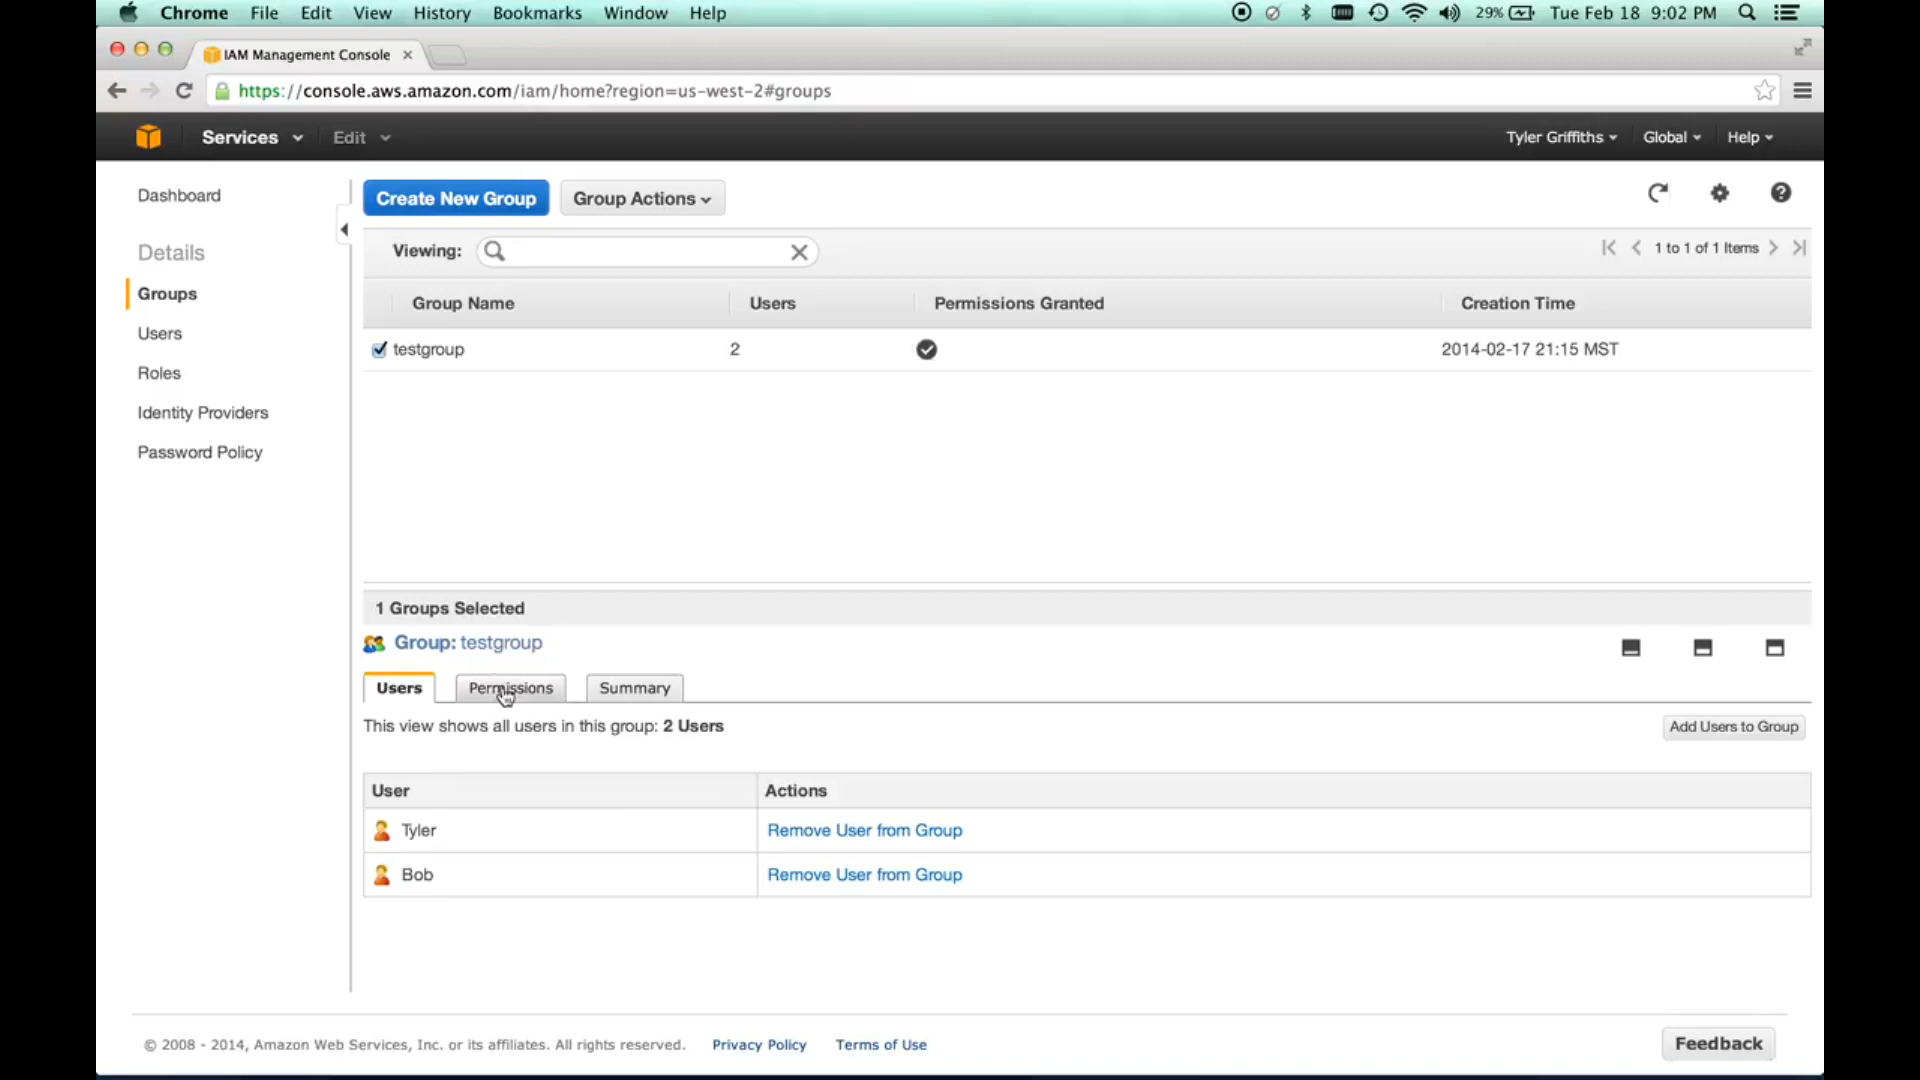 Chrome File Edit View History Bookmarks Window Help 29% Tue Feb 18 9:02 PM
IAM Management Console
https://console.aws.amazon.com/iam/home?region=us-west-2#groups
Services Edit Tyler Griffiths Global Help
Dashboard
Details
Groups
Users
Roles
Identity Providers
Password Policy
Create New Group Group Actions
Viewing: 1 to 1 of 1 Items
Group Name Users Permissions Granted Creation Time
testgroup 2 2014-02-17 21:15 MST
1 Groups Selected
Group: testgroup
Users Permissions Summary
This view shows all users in this group: 2 Users Add Users to Group
User Actions
Tyler Remove User from Group
Bob Remove User from Group
© 2008 - 2014, Amazon Web Services, Inc. or its affiliates. All rights reserved. Privacy Policy Terms of Use Feedback